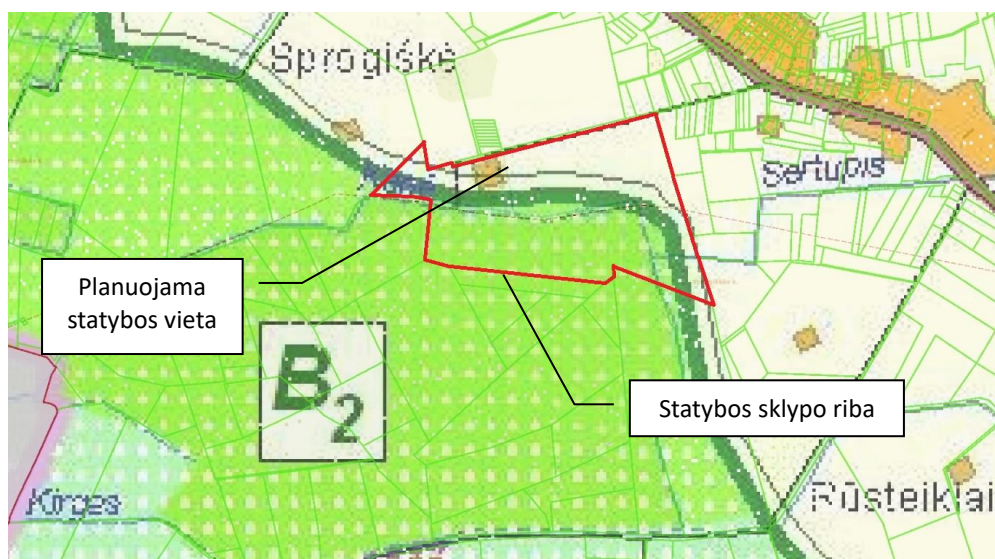 Sprogiškė
Sertupis
Planuojama
statybos vieta
B2
Statybos sklypo riba
Kirgės
Rūsteikiai